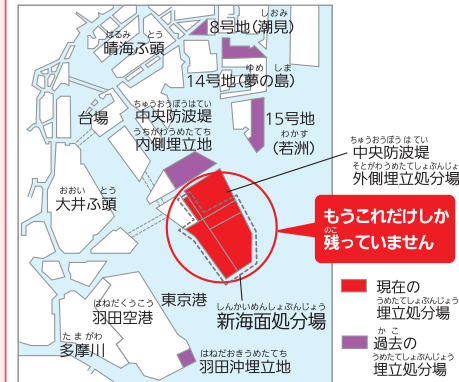 しおみ
8号地(潮見)
はるみ とう
晴海ふ頭
ゆめ しま
14号地(夢の島)
台場
ちゅうおうぼうはてい
中央防波堤
うちがわうめたてち
内側埋立地
15号地
わかす
(若洲)
ちゅうおうぼうはてい
中央防波堤
そとがわうめたてしょぶんじょう
外側埋立処分場
おおい とう
大井ふ頭
もうこれだけしか
のこ
残っていません
東京港
はねだくうこう
羽田空港
しんかいめんしょぶんじょう
新海面処分場
たまがわ
多摩川
はねだおきうめたてち
羽田沖埋立地
現在の
うめたてしょぶんじょう
埋立処分場
かこ
過去の
うめたてしょぶんじょう
埋立処分場